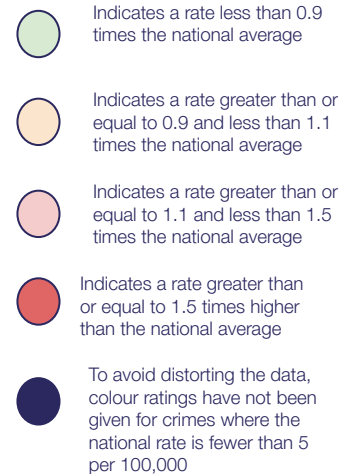 Indicates a rate less than 0.9
times the national average
Indicates a rate greater than or
equal to 0.9 and less than 1.1
times the national average
Indicates a rate greater than or
equal to 1.1 and less than 1.5
times the national average
Indicates a rate greater than
or equal to 1.5 times higher
than the national average
To avoid distorting the data,
colour ratings have not been
given for crimes where the
national rate is fewer than 5
per 100,000